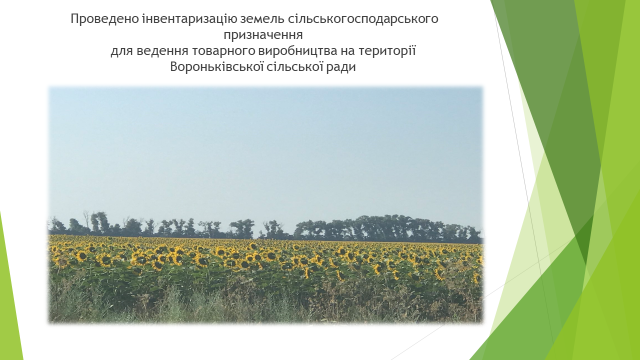 Проведено інвентаризацію земель сільськогосподарського
призначення
для ведення товарного виробництва на території
Вороньківської сільської ради